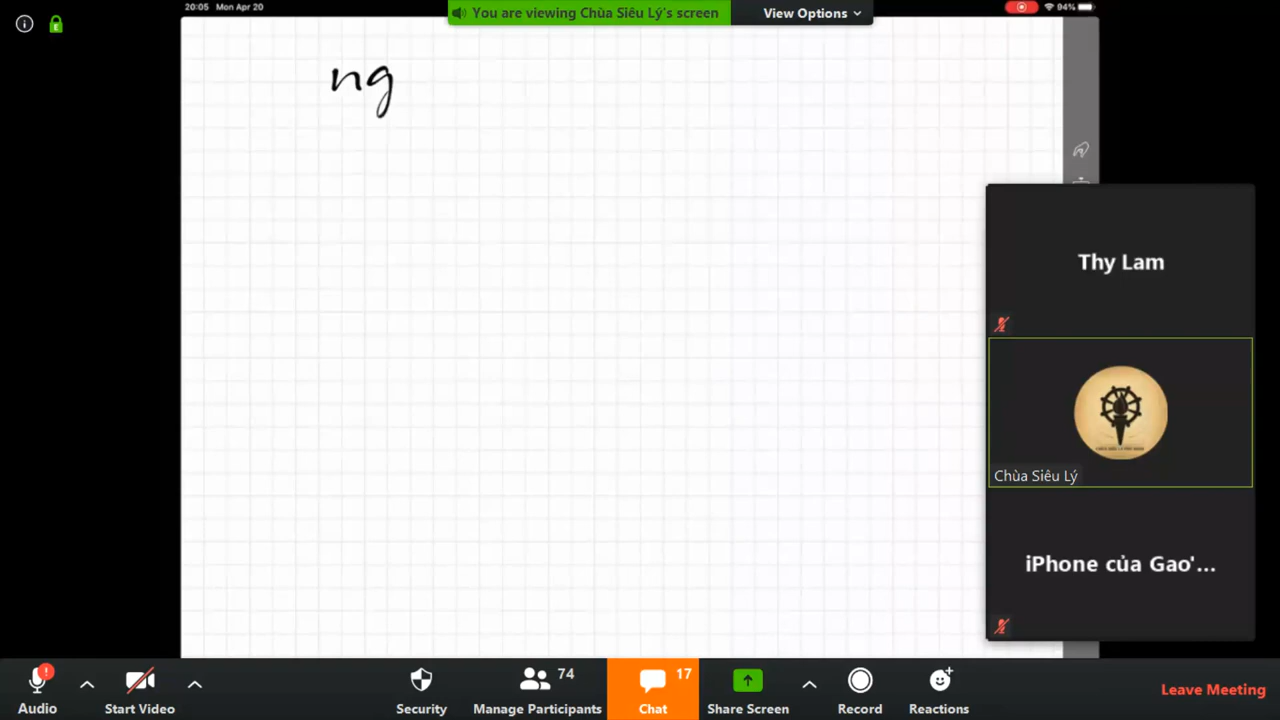 20:05 Mon Apr 20
You are viewing Chùa Siêu Lý's screen
View Options
94%
ng
Thy Lam
Chùa Siêu Lý
iPhone của Gao'...
Audio
Start Video
Security
74
Manage Participants
17
Chat
Share Screen
Record
Reactions
Leave Meeting